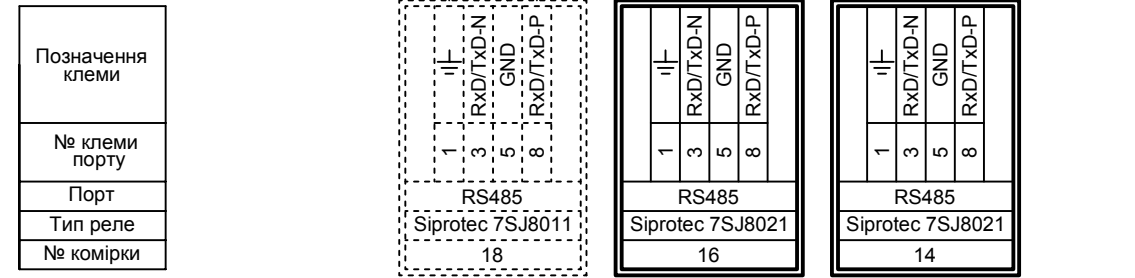 Позначення
клеми
№ клеми
порту
Порт
Тип реле
№ комірки
RxD/TxD-N
GND
RxD/TxD-P
1
3
5
8
RS485
Siprotec 7SJ8011
18
RxD/TxD-N
GND
RxD/TxD-P
1
3
5
8
RS485
Siprotec 7SJ8021
16
RxD/TxD-N
GND
RxD/TxD-P
1
3
5
8
RS485
Siprotec 7SJ8021
14